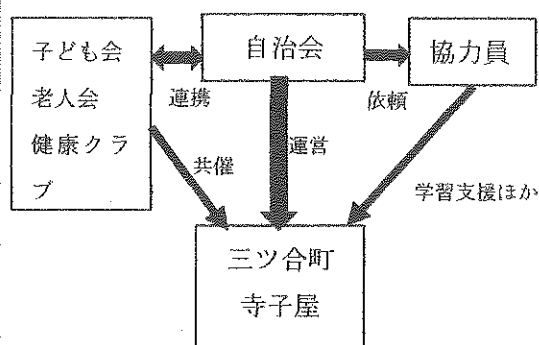 子ども会
老人会
健康クラ
ブ
自治会
協力員
連携
依頼
共催
運営
学習支援ほか
三ツ合町
寺子屋